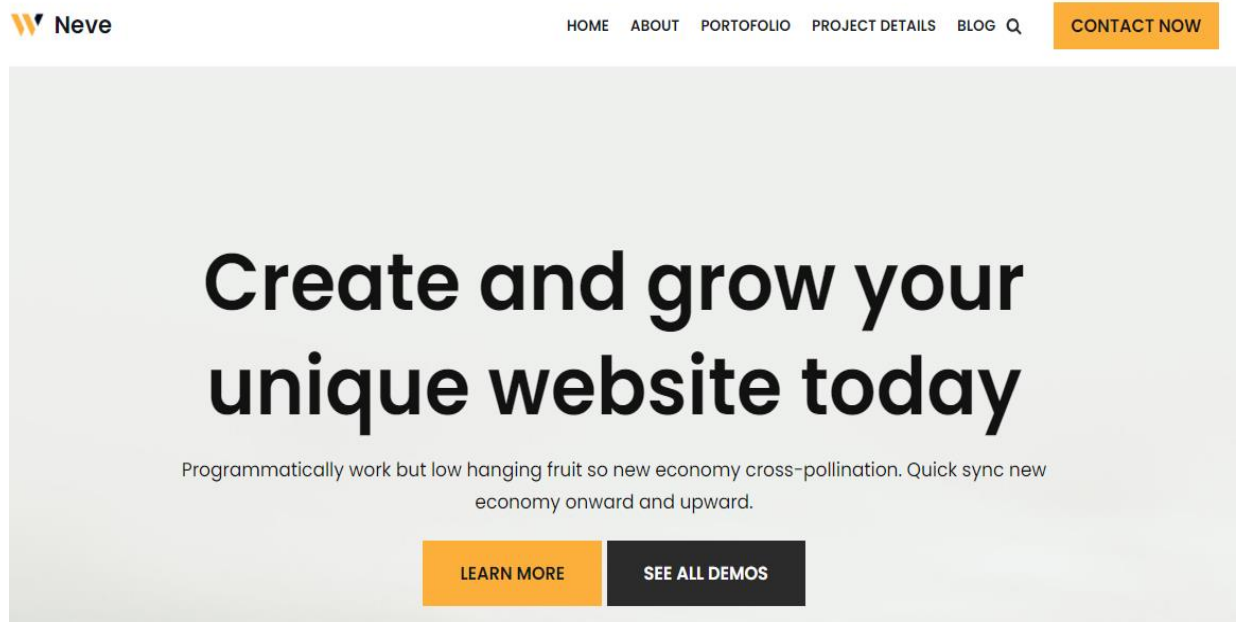 Neve
HOME ABOUT PORTOFOLIO PROJECT DETAILS BLOG
CONTACT NOW
Create and grow your
unique website today
Programmatically work but low hanging fruit so new economy cross-pollination. Quick sync new
economy onward and upward.
LEARN MORE
SEE ALL DEMOS